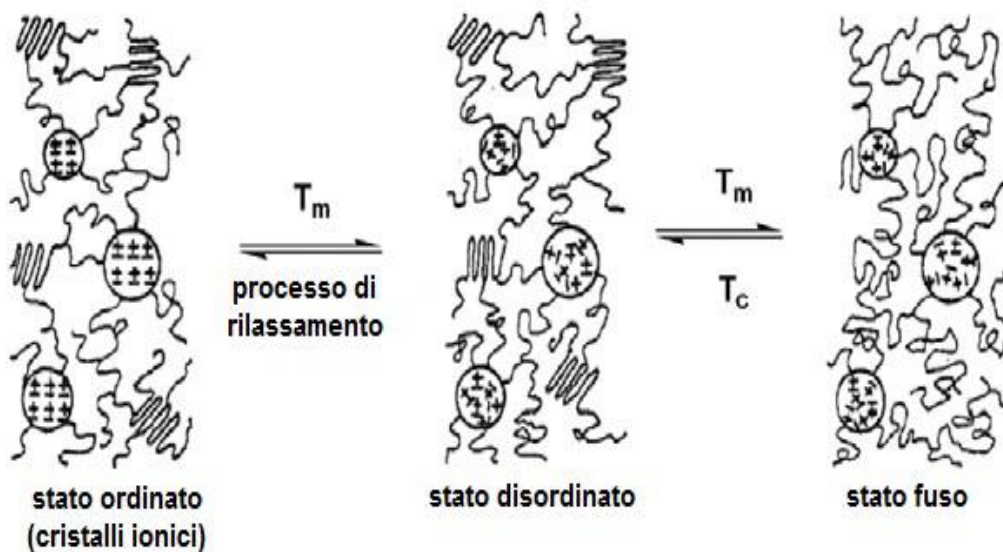 T_m
processo di
rilassamento
T_m
T_c
stato ordinato
(cristalli ionici)
stato disordinato
stato fuso